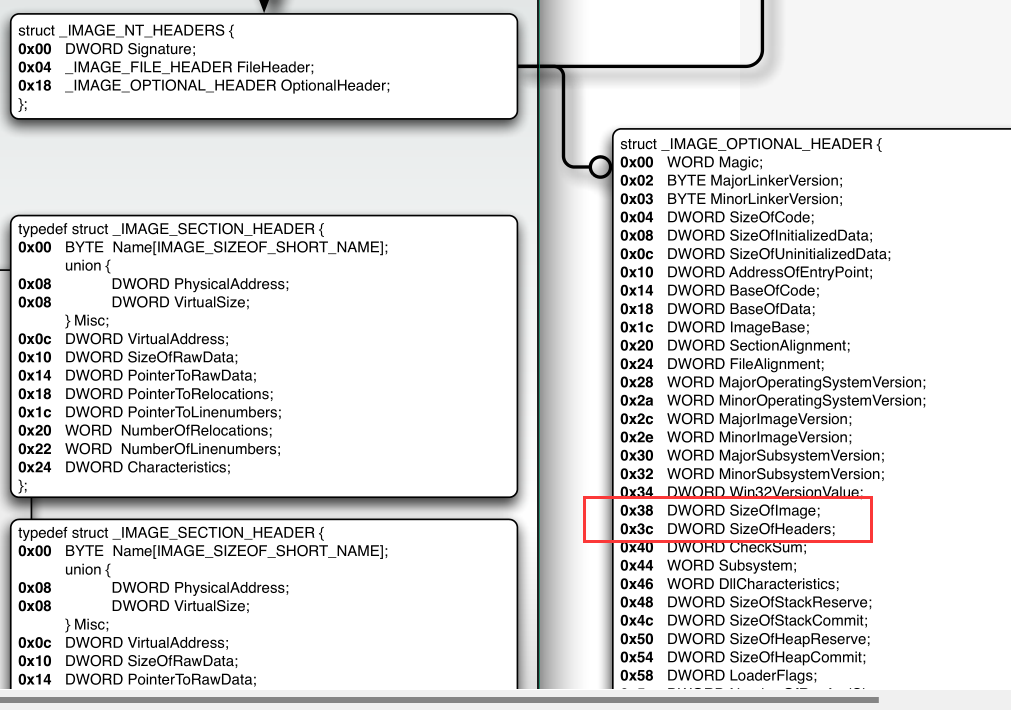 struct _IMAGE_NT_HEADERS {
0x00 DWORD Signature;
0x04 _IMAGE_FILE_HEADER FileHeader;
0x18 _IMAGE_OPTIONAL_HEADER OptionalHeader;
};
typedef struct _IMAGE_SECTION_HEADER {
0x00 BYTE Name[IMAGE_SIZEOF_SHORT_NAME];
union {
0x08 DWORD PhysicalAddress;
0x08 DWORD VirtualSize;
} Misc;
0x0c DWORD VirtualAddress;
0x10 DWORD SizeOfRawData;
0x14 DWORD PointerToRawData;
0x18 DWORD PointerToRelocations;
0x1c DWORD PointerToLinenumbers;
0x20 WORD NumberOfRelocations;
0x22 WORD NumberOfLinenumbers;
0x24 DWORD Characteristics;
};
typedef struct _IMAGE_SECTION_HEADER {
0x00 BYTE Name[IMAGE_SIZEOF_SHORT_NAME];
union {
0x08 DWORD PhysicalAddress;
0x08 DWORD VirtualSize;
} Misc;
0x0c DWORD VirtualAddress;
0x10 DWORD SizeOfRawData;
0x14 DWORD PointerToRawData;
struct _IMAGE_OPTIONAL_HEADER {
0x00 WORD Magic;
0x02 BYTE MajorLinkerVersion;
0x03 BYTE MinorLinkerVersion;
0x04 DWORD SizeOfCode;
0x08 DWORD SizeOfInitializedData;
0x0c DWORD SizeOfUninitializedData;
0x10 DWORD AddressOfEntryPoint;
0x14 DWORD BaseOfCode;
0x18 DWORD BaseOfData;
0x1c DWORD ImageBase;
0x20 DWORD SectionAlignment;
0x24 DWORD FileAlignment;
0x28 WORD MajorOperatingSystemVersion;
0x2a WORD MinorOperatingSystemVersion;
0x2c WORD MajorImageVersion;
0x2e WORD MinorImageVersion;
0x30 WORD MajorSubsystemVersion;
0x32 WORD MinorSubsystemVersion;
0x34 DWORD Win32VersionValue;
0x38 DWORD SizeOfImage;
0x3c DWORD SizeOfHeaders;
0x40 DWORD CheckSum;
0x44 WORD Subsystem;
0x46 WORD DllCharacteristics;
0x48 DWORD SizeOfStackReserve;
0x4c DWORD SizeOfStackCommit;
0x50 DWORD SizeOfHeapReserve;
0x54 DWORD SizeOfHeapCommit;
0x58 DWORD LoaderFlags;